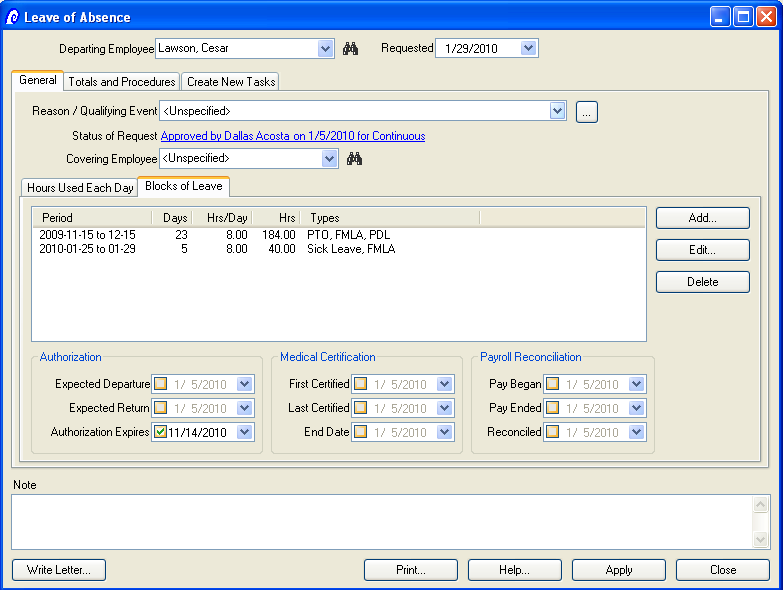 Leave of Absence
Departing Employee Lawson, Cesar Requested 1/29/2010
General Totals and Procedures Create New Tasks
Reason / Qualifying Event <Unspecified> ...
Status of Request Approved by Dallas Acosta on 1/5/2010 for Continuous
Covering Employee <Unspecified>
Hours Used Each Day Blocks of Leave
Period Days Hrs/Day Hrs Types Add...
2009-11-15 to 12-15 23 8.00 184.00 PTO, FMLA, PDL
2010-01-25 to 01-29 5 8.00 40.00 Sick Leave, FMLA Edit...
Delete
Authorization Medical Certification Payroll Reconciliation
Expected Departure 1/ 5/2010 First Certified 1/ 5/2010 Pay Began 1/ 5/2010
Expected Return 1/ 5/2010 Last Certified 1/ 5/2010 Pay Ended 1/ 5/2010
Authorization Expires 11/14/2010 End Date 1/ 5/2010 Reconciled 1/ 5/2010
Note
Write Letter... Print... Help... Apply Close